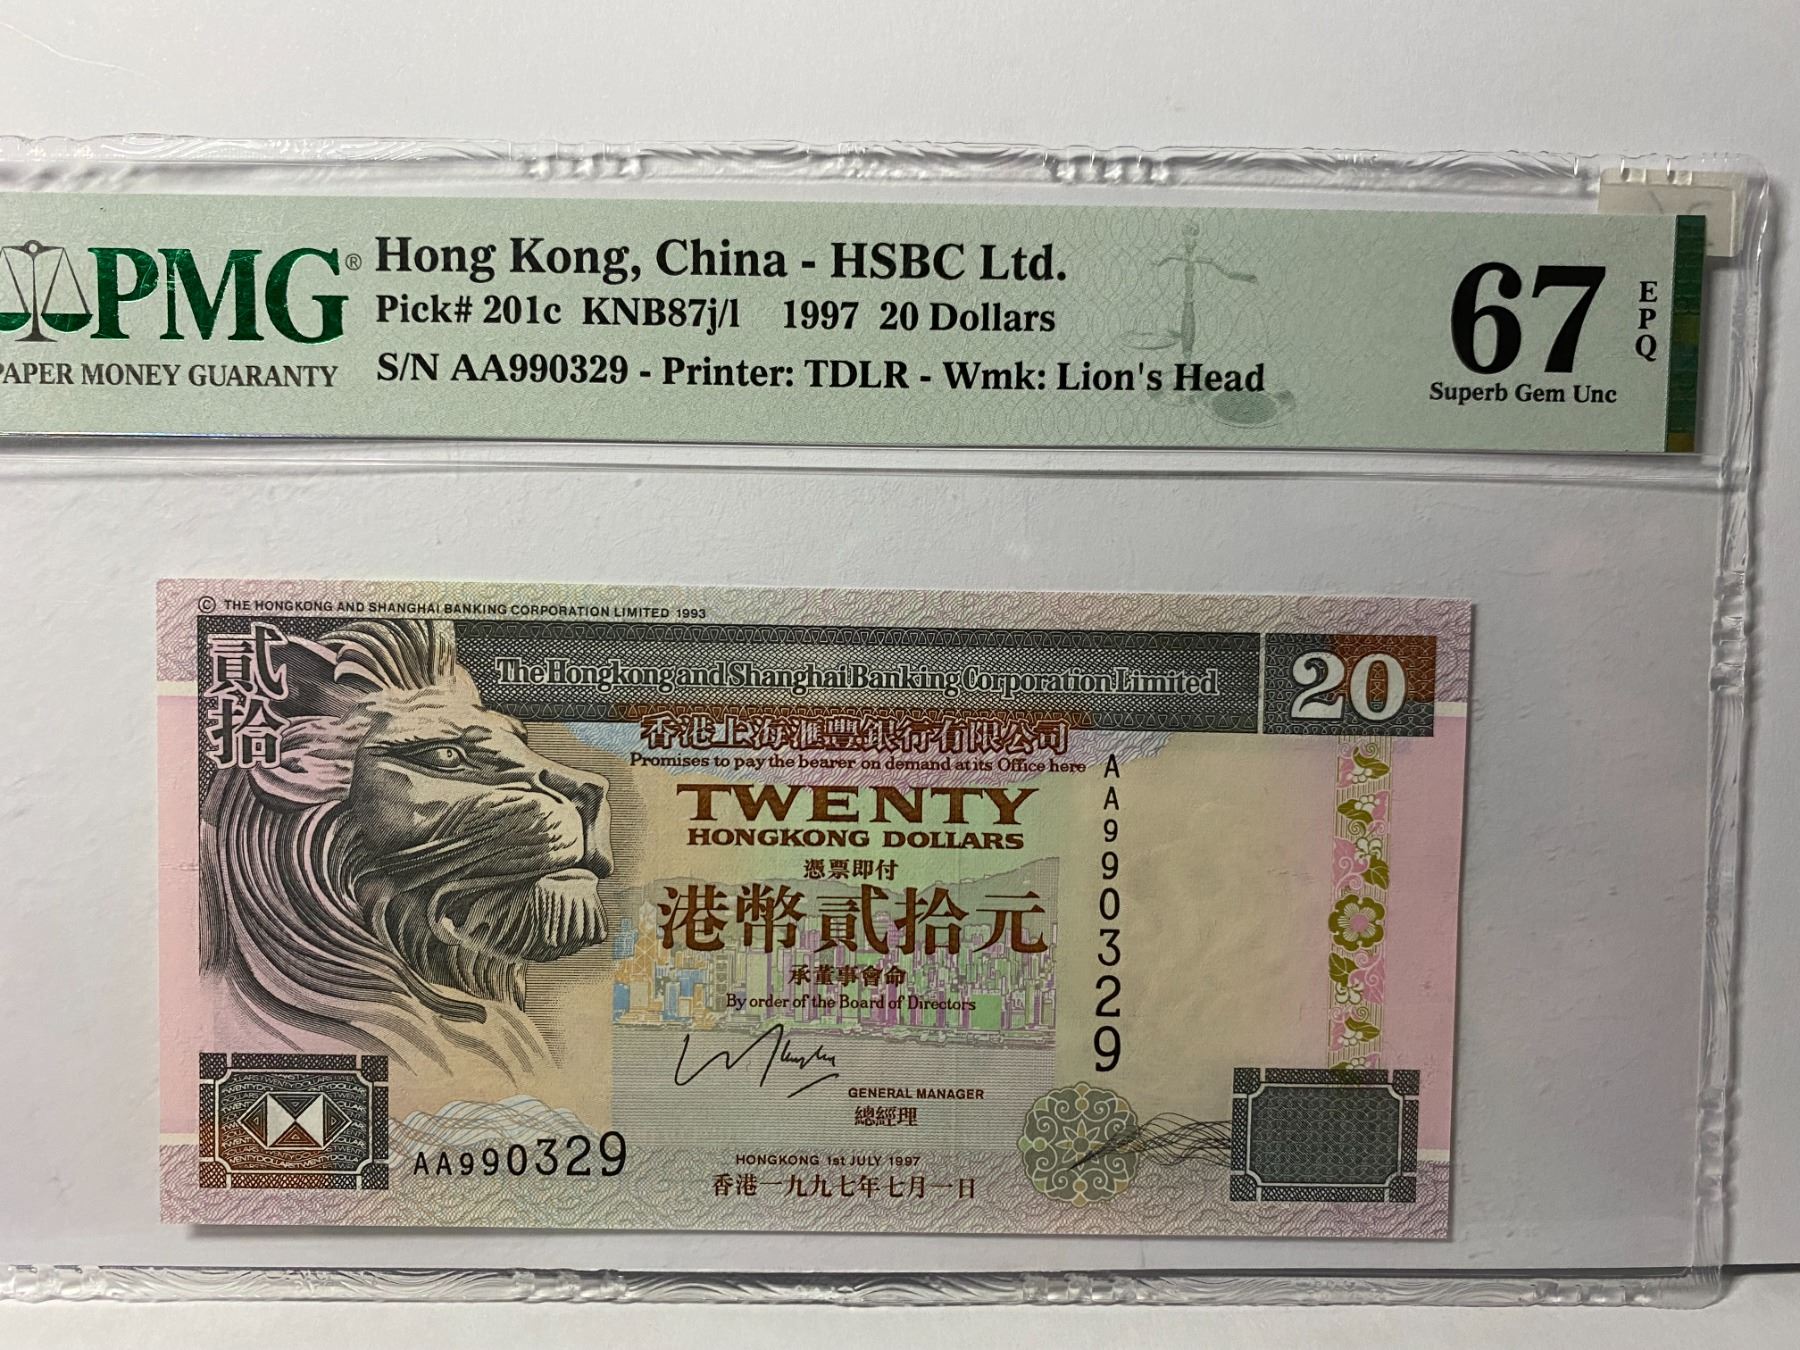 PMG®
PAPER MONEY GUARANTY
Hong Kong, China - HSBC Ltd.
Pick# 201c KNB87j/l 1997 20 Dollars
S/N AA990329 - Printer: TDLR - Wmk: Lion's Head
67
EPQ
Superb Gem Unc
© THE HONGKONG AND SHANGHAI BANKING CORPORATION LIMITED 1993
貳拾
The Hongkong and Shanghai Banking Corporation Limited
20
香港上海滙豐銀行有限公司
Promises to pay the bearer on demand at its Office here
TWENTY
HONGKONG DOLLARS
憑票即付
港幣貳拾元
承董事會命
By order of the Board of Directors
AA990329
GENERAL MANAGER
總經理
AA990329
HONGKONG 1st JULY 1997
香港一九九七年七月一日